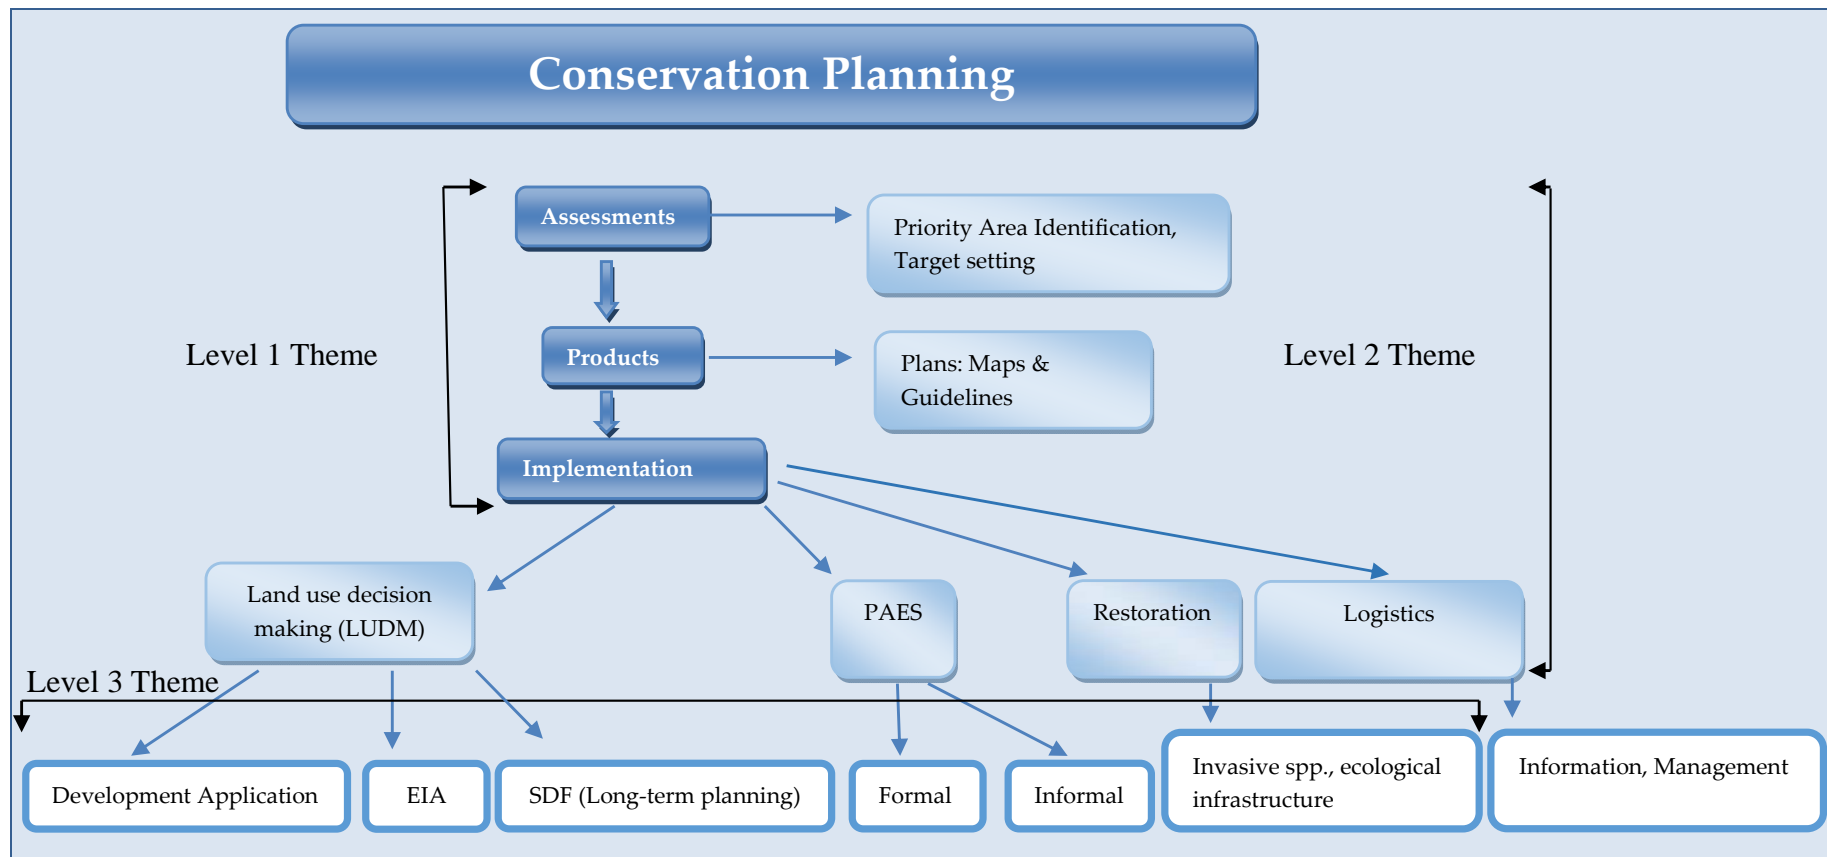 Conservation Planning
Assessments
Priority Area Identification,
Target setting
Level 1 Theme
Products
Plans: Maps &
Guidelines
Level 2 Theme
Implementation
Land use decision
making (LUDM)
PAES
Restoration
Logistics
Level 3 Theme
Development Application
EIA
SDF (Long-term planning)
Formal
Informal
Invasive spp., ecological
infrastructure
Information, Management